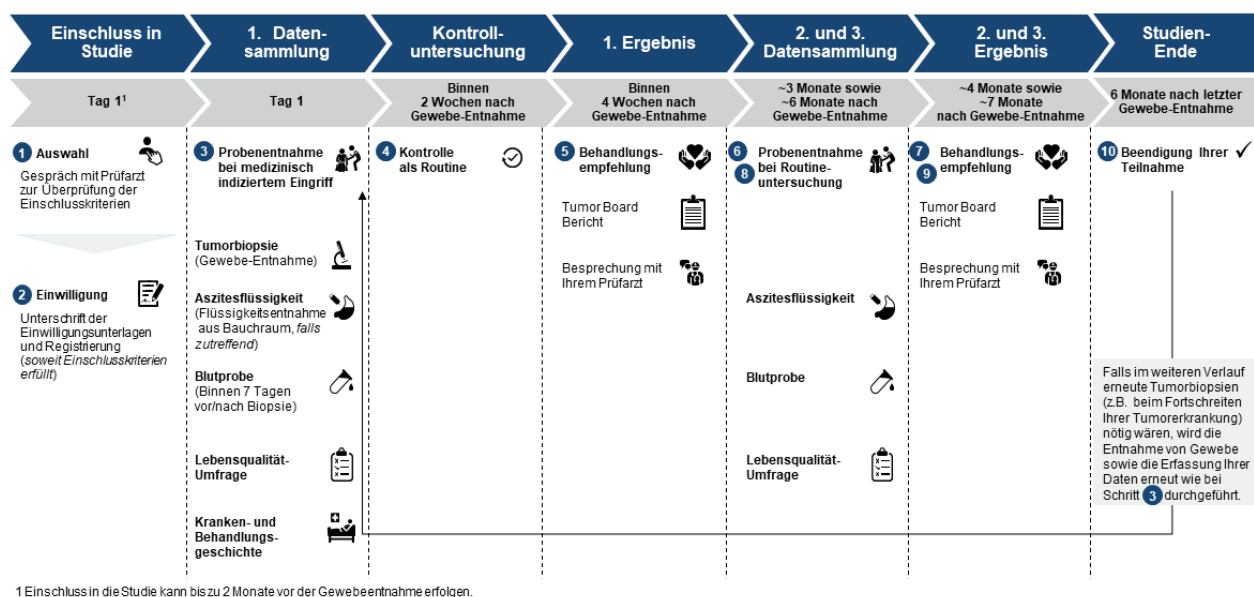 Einschluss in
Studie
1. Daten-
sammlung
Kontroll-
untersuchung
1. Ergebnis
2. und 3.
Datensammlung
2. und 3.
Ergebnis
Studien-
Ende
Tag 1¹
Tag 1
Binnen
2 Wochen nach
Gewebe-Entnahme
Binnen
4 Wochen nach
Gewebe-Entnahme
~3 Monate sowie
~6 Monate nach
Gewebe-Entnahme
~4 Monate sowie
~7 Monate
nach Gewebe-Entnahme
6 Monate nach letzter
Gewebe-Entnahme
1 Auswahl
Gespräch mit Prüfarzt
zur Überprüfung der
Einschlusskriterien
2 Einwilligung
Unterschrift der
Einwilligungsunterlagen
und Registrierung
(soweit Einschlusskriterien
erfüllt)
3 Probenentnahme
bei medizinisch
indiziertem Eingriff
Tumorbiopsie
(Gewebe-Entnahme)
Aszitesflüssigkeit
(Flüssigkeitsentnahme
aus Bauchraum, falls
zutreffend)
Blutprobe
(Binnen 7 Tagen
vor/nach Biopsie)
Lebensqualität-
Umfrage
Kranken- und
Behandlungs-
geschichte
4 Kontrolle
als Routine
5 Behandlungs-
empfehlung
Tumor Board
Bericht
Besprechung mit
Ihrem Prüfarzt
6 Probenentnahme
8 bei Routine-
untersuchung
Aszitesflüssigkeit
Blutprobe
Lebensqualität-
Umfrage
7 Behandlungs-
9 empfehlung
Tumor Board
Bericht
Besprechung mit
Ihrem Prüfarzt
10 Beendigung Ihrer
Teilnahme
Falls im weiteren Verlauf
erneute Tumorbiopsien
(z.B. beim Fortschreiten
Ihrer Tumorerkrankung)
nötig wären, wird die
Entnahme von Gewebe
sowie die Erfassung Ihrer
Daten erneut wie bei
Schritt 3 durchgeführt.
1 Einschluss in die Studie kann bis zu 2 Monate vor der Gewebeentnahme erfolgen.